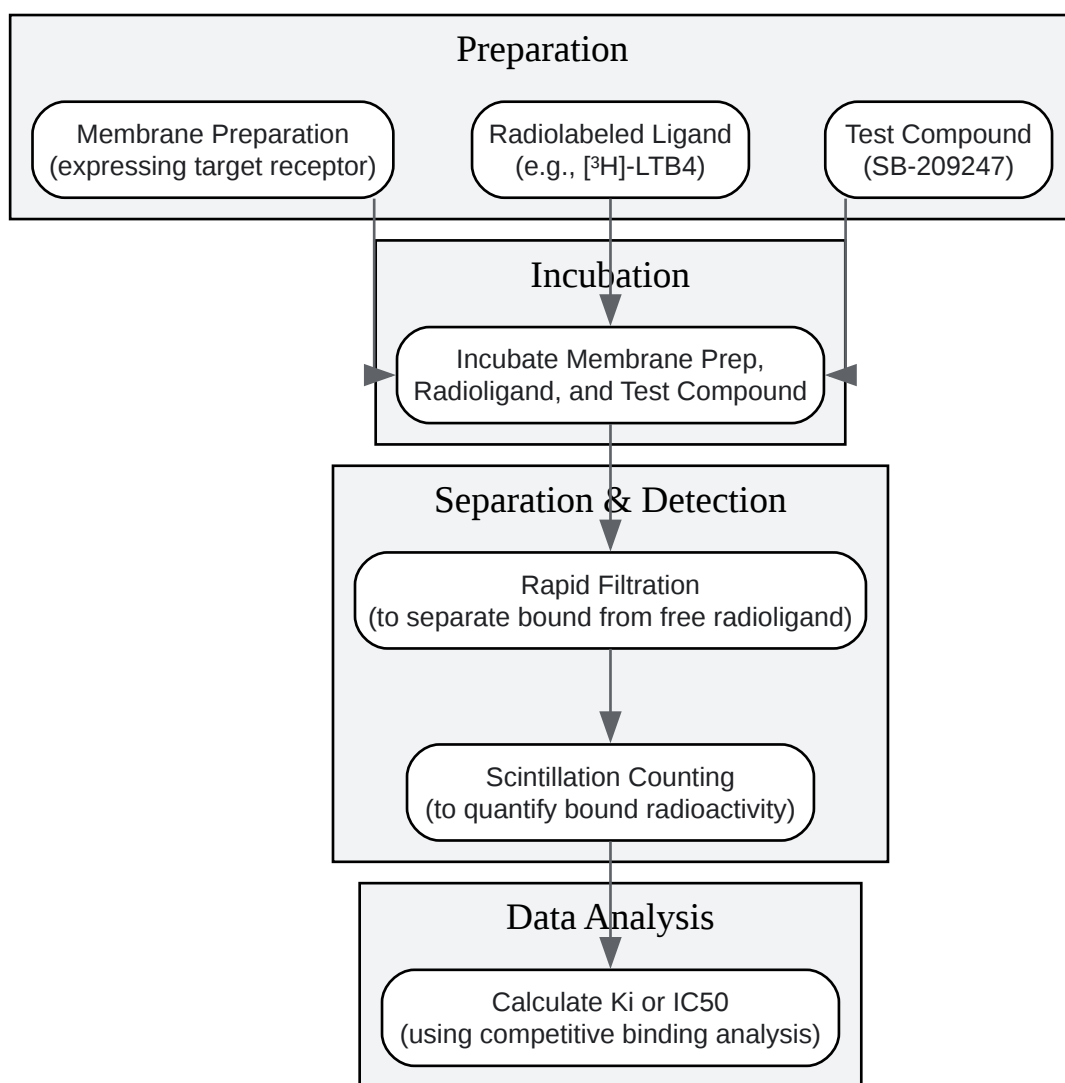 Preparation
Membrane Preparation
(expressing target receptor)
Radiolabeled Ligand
(e.g., [³H]-LTB4)
Test Compound
(SB-209247)
Incubation
Incubate Membrane Prep,
Radioligand, and Test Compound
Separation & Detection
Rapid Filtration
(to separate bound from free radioligand)
Scintillation Counting
(to quantify bound radioactivity)
Data Analysis
Calculate Ki or IC50
(using competitive binding analysis)